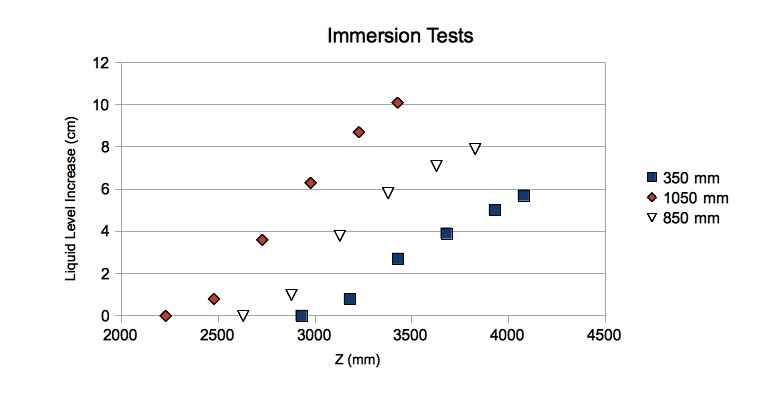 Immersion Tests
12
10
8
6
4
2
0
Liquid Level Increase (cm)
2000 2500 3000 3500 4000 4500
Z (mm)
350 mm
1050 mm
850 mm